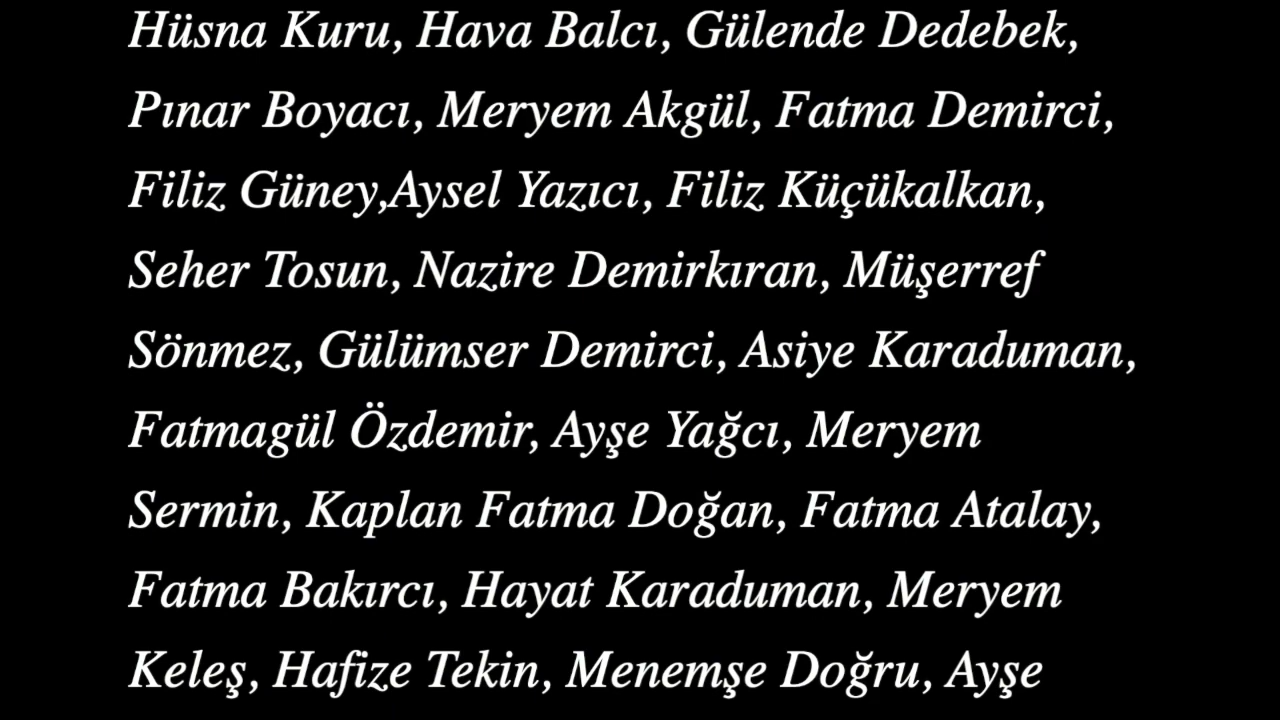 Hüsna Kuru, Hava Balcı, Gülende Dedebek,
Pınar Boyacı, Meryem Akgül, Fatma Demirci,
Filiz Güney,Aysel Yazıcı, Filiz Küçükalkan,
Seher Tosun, Nazire Demirkıran, Müşerref
Sönmez, Gülümser Demirci, Asiye Karaduman,
Fatmagül Özdemir, Ayşe Yağcı, Meryem
Sermin, Kaplan Fatma Doğan, Fatma Atalay,
Fatma Bakırcı, Hayat Karaduman, Meryem
Keleş, Hafize Tekin, Menemşe Doğru, Ayşe